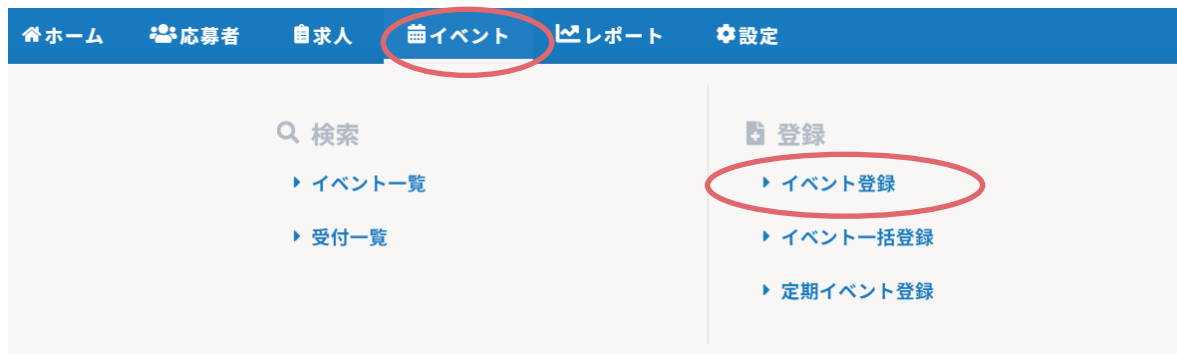 ホーム 応募者 求人 イベント レポート 設定
検索
イベント一覧
受付一覧
登録
イベント登録
イベント一括登録
定期イベント登録